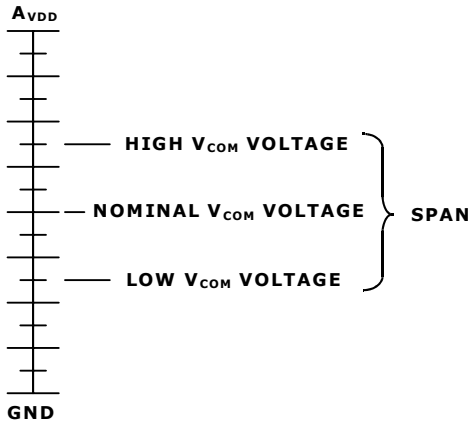 AVDD
HIGH VCOM VOLTAGE
NOMINAL VCOM VOLTAGE
SPAN
LOW VCOM VOLTAGE
GND